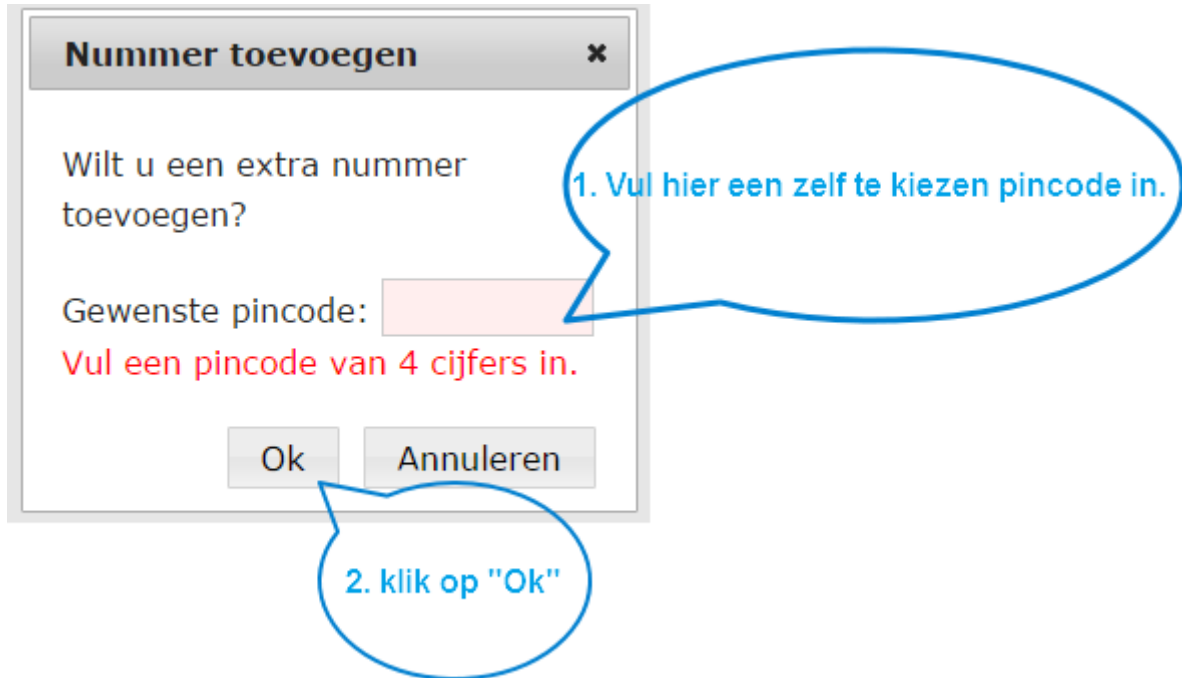 Nummer toevoegen
Wilt u een extra nummer
toevoegen?
1. Vul hier een zelf te kiezen pincode in.
Gewenste pincode:
Vul een pincode van 4 cijfers in.
Ok Annuleren
2. klik op "Ok"